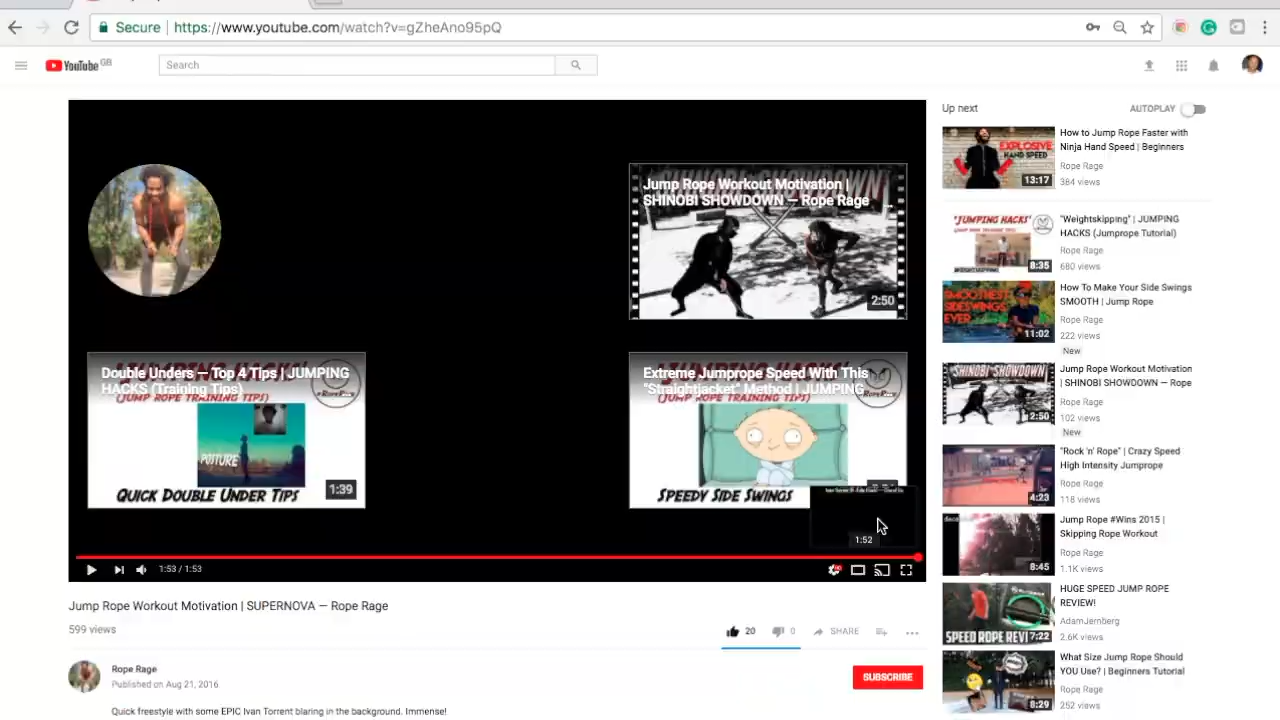 Secure
https://www.youtube.com/watch?v=gZheAno95pQ
YouTube GB
Search
Jump Rope Workout Motivation |
SHINOBI SHOWDOWN — Rope Rage
2:50
Double Unders — Top 4 Tips | JUMPING
HACKS (Training Tips)
(JUMP ROPE TRAINING TIPS)
POSTURE
QUICK DOUBLE UNDER TIPS
1:39
Extreme Jumprope Speed With This
"Straightjacket" Method | JUMPING
(JUMP ROPE TRAINING TIPS)
SPEEDY SIDE SWINGS
1:52
1:53 / 1:53
Jump Rope Workout Motivation | SUPERNOVA — Rope Rage
599 views
20
0
SHARE
Rope Rage
Published on Aug 21, 2016
SUBSCRIBE
Quick freestyle with some EPIC Ivan Torrent blaring in the background. Immense!
Up next
AUTOPLAY
EXPLOSIVE
HAND SPEED
13:17
How to Jump Rope Faster with
Ninja Hand Speed | Beginners
Rope Rage
384 views
"JUMPING HACKS"
(JUMP ROPE TRAINING TIPS)
#WEIGHTSKIPPING
8:35
"Weightskipping" | JUMPING
HACKS (Jumprope Tutorial)
Rope Rage
680 views
SMOOTHEST
SIDESWINGS
EVER
11:02
How To Make Your Side Swings
SMOOTH | Jump Rope
Rope Rage
222 views
New
SHINOBI SHOWDOWN
2:50
Jump Rope Workout Motivation
| SHINOBI SHOWDOWN — Rope
Rope Rage
102 views
New
4:23
"Rock 'n' Rope" | Crazy Speed
High Intensity Jumprope
Rope Rage
118 views
8:45
Jump Rope #Wins 2015 |
Skipping Rope Workout
Rope Rage
1.1K views
SPEED ROPE REVI
7:22
HUGE SPEED JUMP ROPE
REVIEW!
AdamJernberg
2.6K views
8:29
What Size Jump Rope Should
YOU Use? | Beginners Tutorial
Rope Rage
252 views